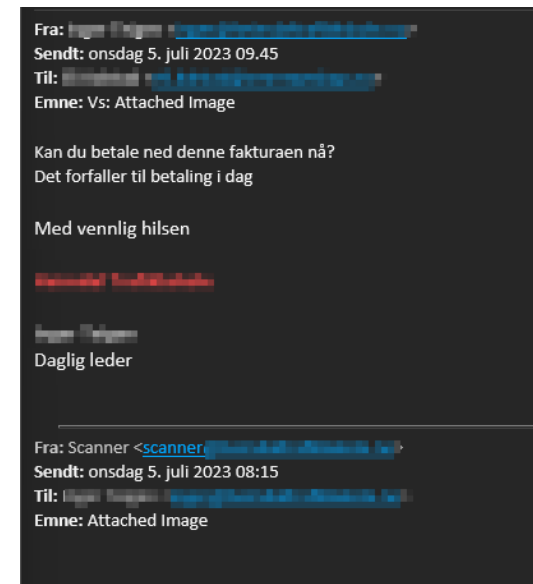 Fra:
Sendt: onsdag 5. juli 2023 09.45
Til:
Emne: Vs: Attached Image
Kan du betale ned denne fakturaen nå?
Det forfaller til betaling i dag
Med vennlig hilsen
Daglig leder
Fra: Scanner <scanner
Sendt: onsdag 5. juli 2023 08:15
Til:
Emne: Attached Image